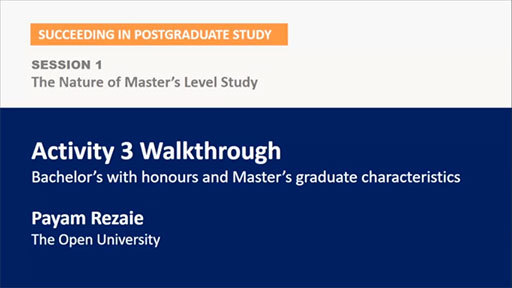 SUCCEEDING IN POSTGRADUATE STUDY
SESSION 1
The Nature of Master's Level Study
Activity 3 Walkthrough
Bachelor's with honours and Master's graduate characteristics
Payam Rezaie
The Open University